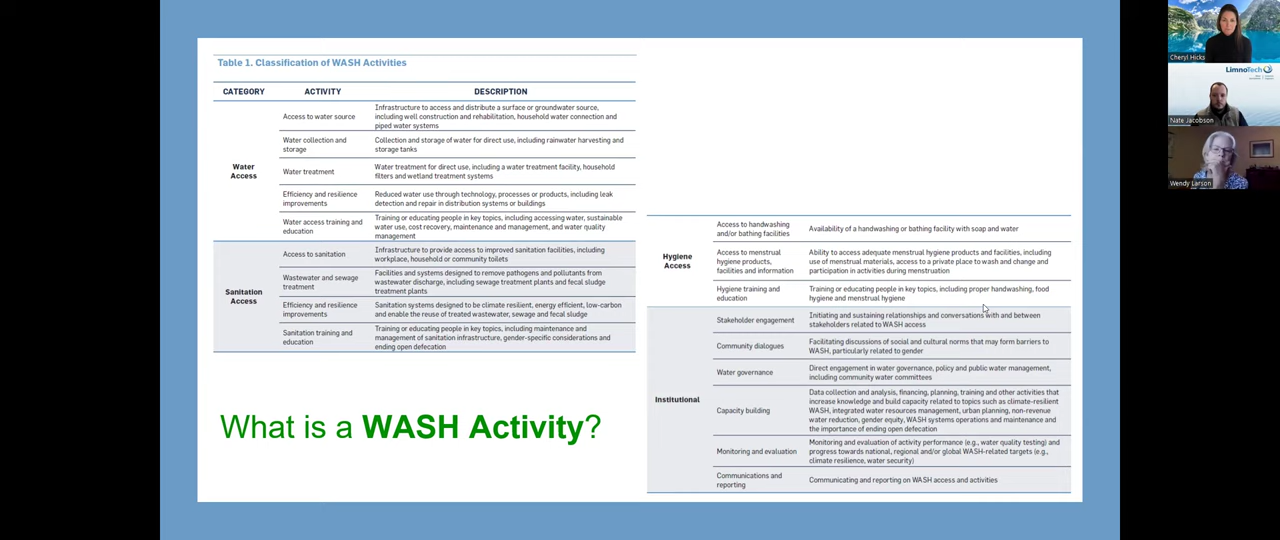 Table 1. Classification of WASH Activities
CATEGORY ACTIVITY DESCRIPTION
Water
Access
Access to water source
Infrastructure to access and distribute a surface or groundwater source,
including well construction and rehabilitation, household water connection and
piped water systems
Water collection and
storage
Collection and storage of water for direct use, including rainwater harvesting and
storage tanks
Water treatment
Water treatment for direct use, including a water treatment facility, household
filters and wetland treatment systems
Efficiency and resilience
improvements
Reduced water use through technology, processes or products, including leak
detection and repair in distribution systems or buildings
Water access training and
education
Training or educating people in key topics, including accessing water, sustainable
water use, cost recovery, maintenance and management, and water quality
management
Sanitation
Access
Access to sanitation
Infrastructure to provide access to improved sanitation facilities, including
workplace, household or community toilets
Wastewater and sewage
treatment
Facilities and systems designed to remove pathogens and pollutants from
wastewater discharge, including sewage treatment plants and fecal sludge
treatment plants
Efficiency and resilience
improvements
Sanitation systems designed to be climate resilient, energy efficient, low-carbon
and enable the reuse of treated wastewater, sewage and fecal sludge
Sanitation training and
education
Training or educating people in key topics, including maintenance and
management of sanitation infrastructure, gender-specific considerations and
ending open defecation
What is a WASH Activity?
Hygiene
Access
Access to handwashing
and/or bathing facilities
Availability of a handwashing or bathing facility with soap and water
Access to menstrual
hygiene products,
facilities and information
Ability to access adequate menstrual hygiene products and facilities, including
use of menstrual materials, access to a private place to wash and change and
participation in activities during menstruation
Hygiene training and
education
Training or educating people in key topics, including proper handwashing, food
hygiene and menstrual hygiene
Institutional
Stakeholder engagement
Initiating and sustaining relationships and conversations with and between
stakeholders related to WASH access
Community dialogues
Facilitating discussions of social and cultural norms that may form barriers to
WASH, particularly related to gender
Water governance
Direct engagement in water governance, policy and public water management,
including community water committees
Capacity building
Data collection and analysis, financing, planning, training and other activities that
increase knowledge and build capacity related to topics such as climate-resilient
WASH, integrated water resources management, urban planning, non-revenue
water reduction, gender equity, WASH systems operations and maintenance and
the importance of ending open defecation
Monitoring and evaluation
Monitoring and evaluation of activity performance (e.g., water quality testing) and
progress towards national, regional and/or global WASH-related targets (e.g.,
climate resilience, water security)
Communications and
reporting
Communicating and reporting on WASH access and activities
Cheryl Hicks
LimnoTech
Nate Jacobson
Wendy Larson